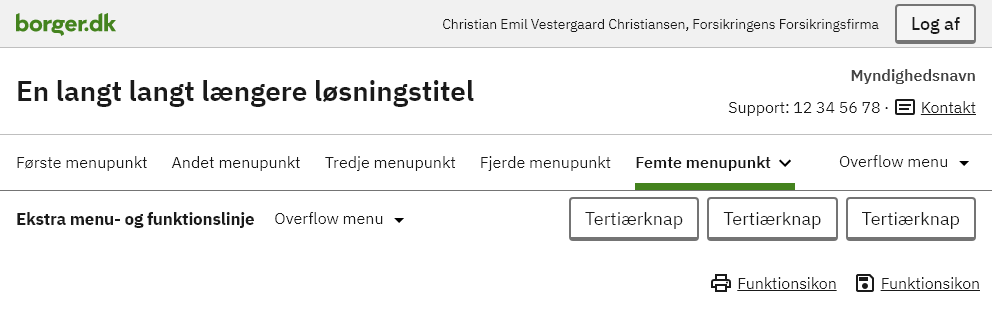 borger.dk
Christian Emil Vestergaard Christiansen, Forsikringens Forsikringsfirma
Log af
En langt langt længere løsningstitel
Myndighedsnavn
Support: 12 34 56 78 · Kontakt
Første menupunkt
Andet menupunkt
Tredje menupunkt
Fjerde menupunkt
Femte menupunkt
Overflow menu
Ekstra menu- og funktionslinje
Overflow menu
Tertiærknap
Tertiærknap
Tertiærknap
Funktionsikon
Funktionsikon